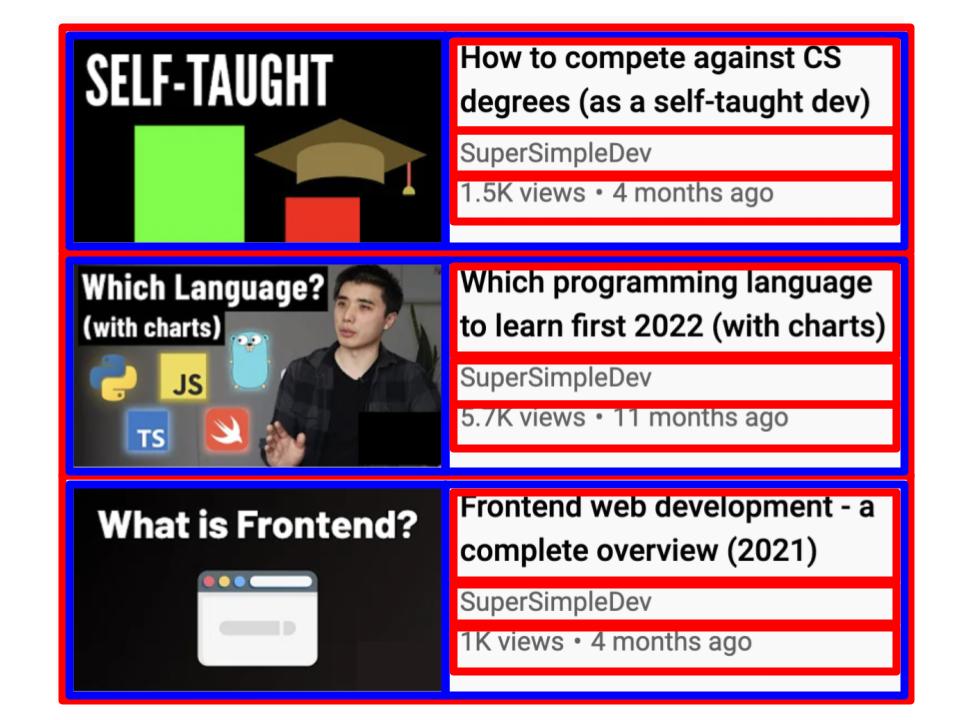 SELF-TAUGHT
How to compete against CS
degrees (as a self-taught dev)
SuperSimpleDev
1.5K views • 4 months ago
Which Language?
(with charts)
JS
TS
Which programming language
to learn first 2022 (with charts)
SuperSimpleDev
5.7K views • 11 months ago
What is Frontend?
Frontend web development - a
complete overview (2021)
SuperSimpleDev
1K views • 4 months ago